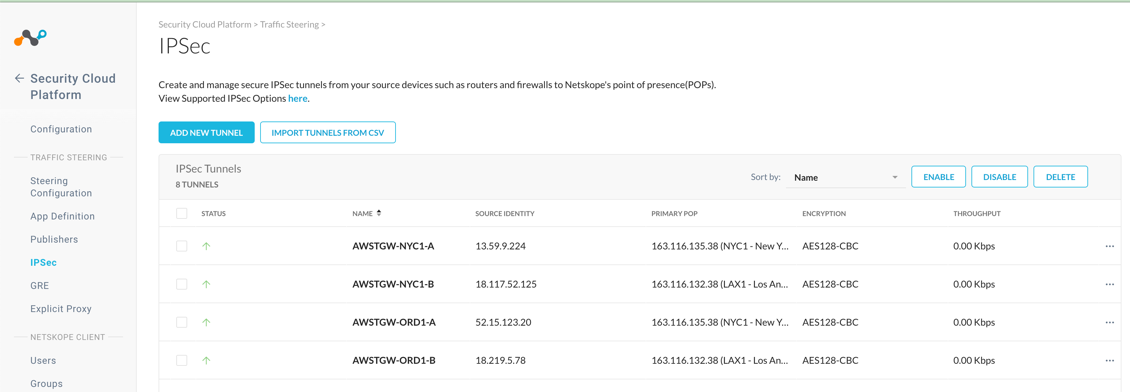 Security Cloud Platform > Traffic Steering >
IPSec
Security Cloud
Platform
Create and manage secure IPSec tunnels from your source devices such as routers and firewalls to Netskope's point of presence(POPs).
View Supported IPSec Options here.
Configuration
ADD NEW TUNNEL IMPORT TUNNELS FROM CSV
TRAFFIC STEERING
Steering
Configuration
App Definition
Publishers
IPSec
GRE
Explicit Proxy
NETSKOPE CLIENT
Users
Groups
IPSec Tunnels
8 TUNNELS
Sort by: Name ENABLE DISABLE DELETE
STATUS NAME SOURCE IDENTITY PRIMARY POP ENCRYPTION THROUGHPUT
AWSTGW-NYC1-A 13.59.9.224 163.116.135.38 (NYC1 - New Y... AES128-CBC 0.00 Kbps ...
AWSTGW-NYC1-B 18.117.52.125 163.116.132.38 (LAX1 - Los An... AES128-CBC 0.00 Kbps ...
AWSTGW-ORD1-A 52.15.123.20 163.116.135.38 (NYC1 - New Y... AES128-CBC 0.00 Kbps ...
AWSTGW-ORD1-B 18.219.5.78 163.116.132.38 (LAX1 - Los An... AES128-CBC 0.00 Kbps ...